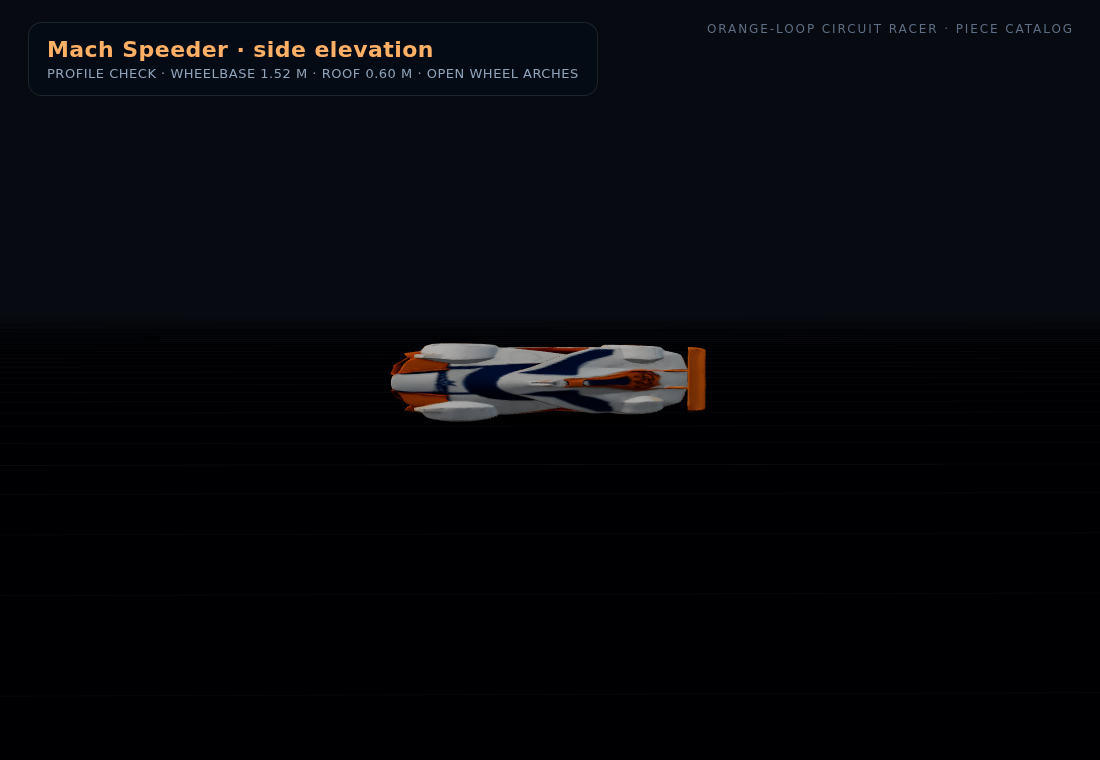 Mach Speeder · side elevation
PROFILE CHECK · WHEELBASE 1.52 M · ROOF 0.60 M · OPEN WHEEL ARCHES
ORANGE-LOOP CIRCUIT RACER · PIECE CATALOG